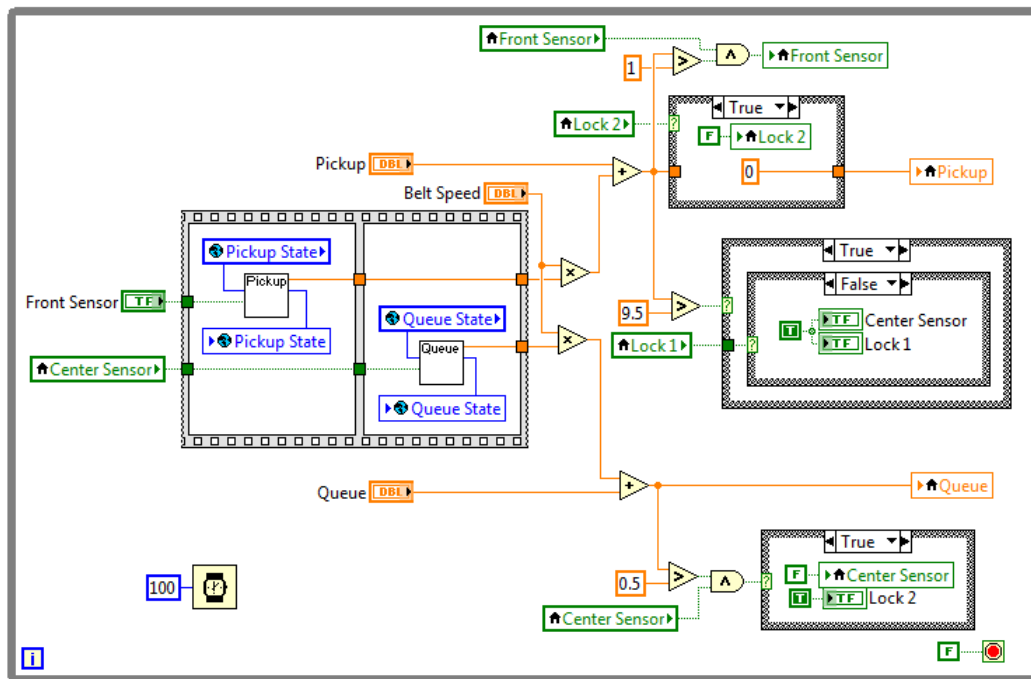 Front Sensor
Front Sensor
1
True
Lock 2
F
Lock 2
Pickup
DBL
0
Pickup
Belt Speed
DBL
True
Pickup State
False
Pickup
Front Sensor
TF
9.5
Queue State
T
TF
Center Sensor
Pickup State
Lock 1
TF
Lock 1
Queue
Center Sensor
Queue State
Queue
DBL
Queue
True
100
0.5
F
Center Sensor
T
TF
Lock 2
Center Sensor
i
F